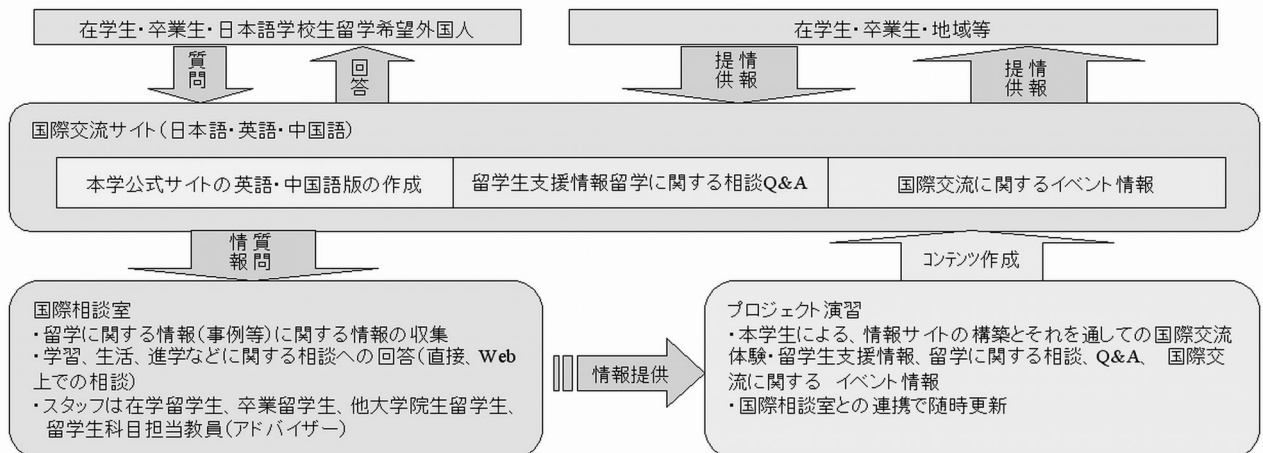 在学生・卒業生・日本語学校生留学希望外国人
在学生・卒業生・地域等
質問
回答
提供
情報
提供
情報
国際交流サイト(日本語・英語・中国語)
本学公式サイトの英語・中国語版の作成
留学生支援情報留学に関する相談Q&A
国際交流に関するイベント情報
質問
情報
コンテンツ作成
国際相談室
・留学に関する情報(事例等)に関する情報の収集
・学習、生活、進学などに関する相談への回答(直接、Web
上での相談)
・スタッフは在学留学生、卒業留学生、他大学院生留学生、
留学生科目担当教員(アドバイザー)
情報提供
プロジェクト演習
・本学生による、情報サイトの構築とそれを通しての国際交流
体験・留学生支援情報、留学に関する相談、Q&A、 国際交
流に関する イベント情報
・国際相談室との連携で随時更新